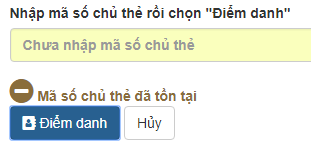 Nhập mã số chủ thẻ rồi chọn "Điểm danh"
Chưa nhập mã số chủ thẻ
Mã số chủ thẻ đã tồn tại
Điểm danh Hủy